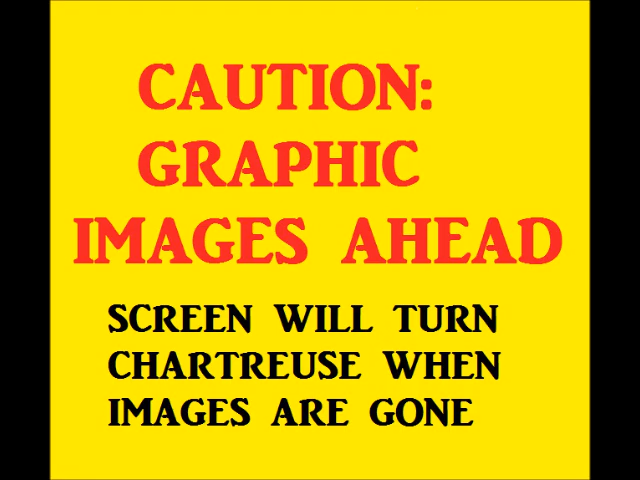 CAUTION:
GRAPHIC
IMAGES AHEAD
SCREEN WILL TURN
CHARTREUSE WHEN
IMAGES ARE GONE